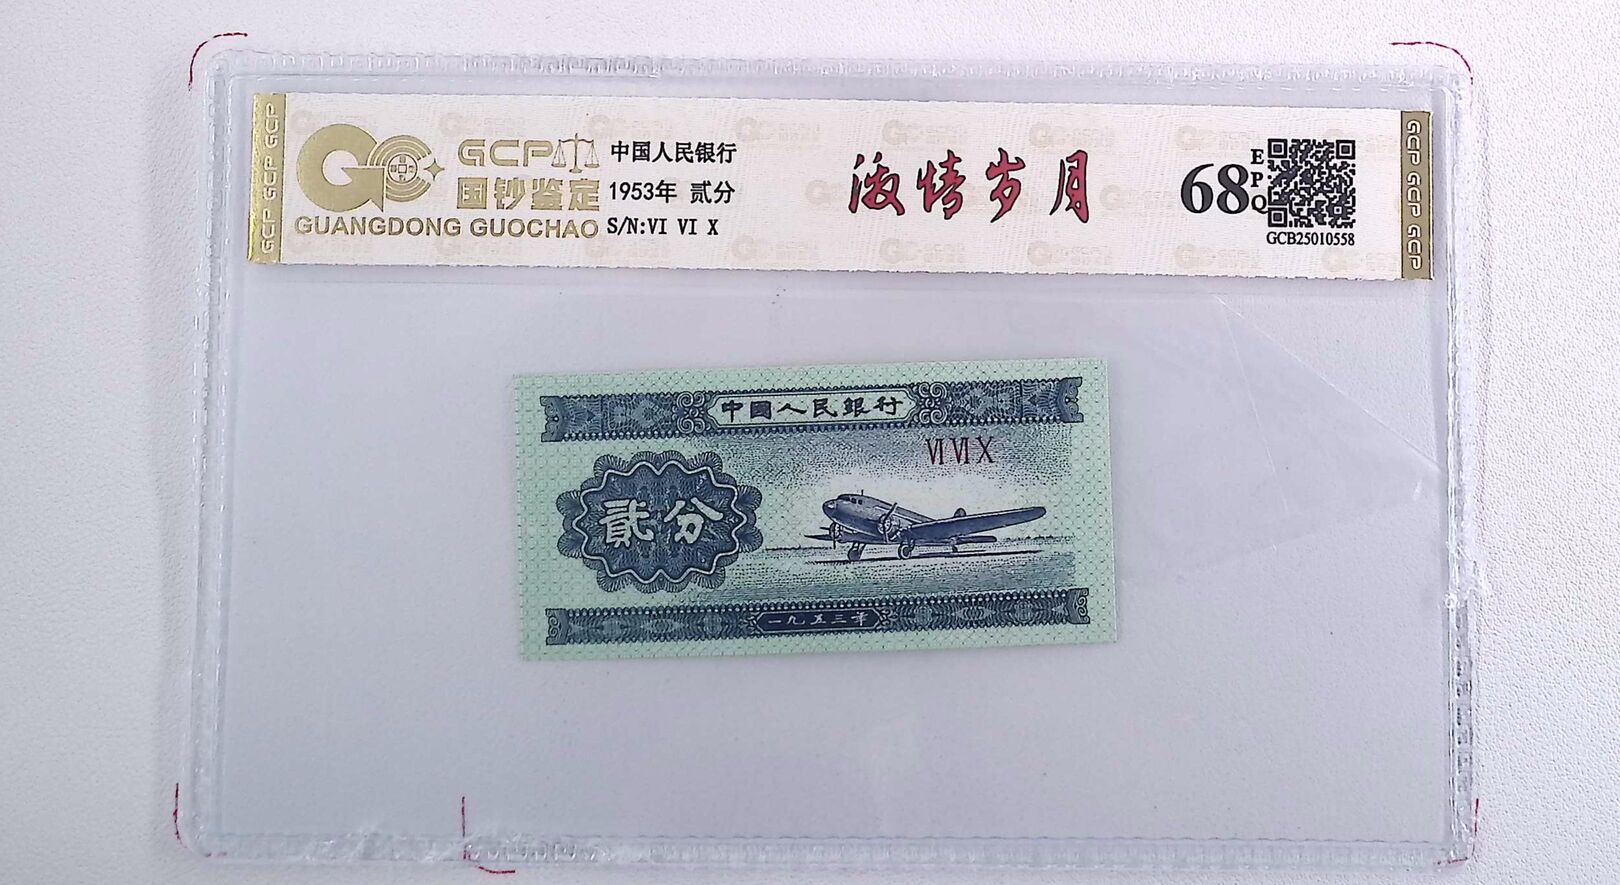 GCP GCP GCP
GCP
国钞鉴定
GUANGDONG GUOCHAO
中国人民银行
1953年 贰分
S/N:VI VI X
激情岁月
68
EPQ
GCB25010558
GCP GCP GCP
中國人民銀行
VI VI X
貳分
一九五三年